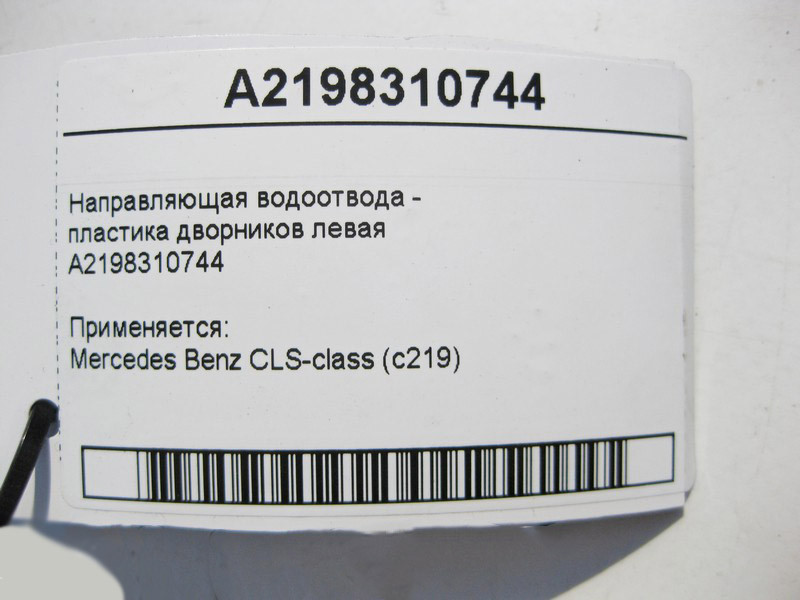 A2198310744
Направляющая водоотвода -
пластика дворников левая
A2198310744
Применяется:
Mercedes Benz CLS-class (c219)